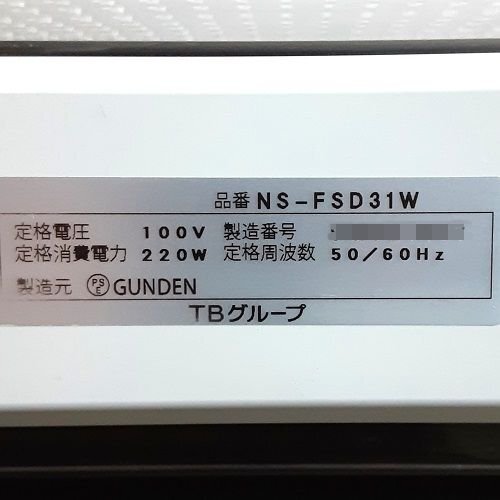 品番 NS-FSD31W
定格電圧 100V 製造番号
定格消費電力 220W 定格周波数 50/60Hz
製造元 PSE GUNDEN
TBグループ